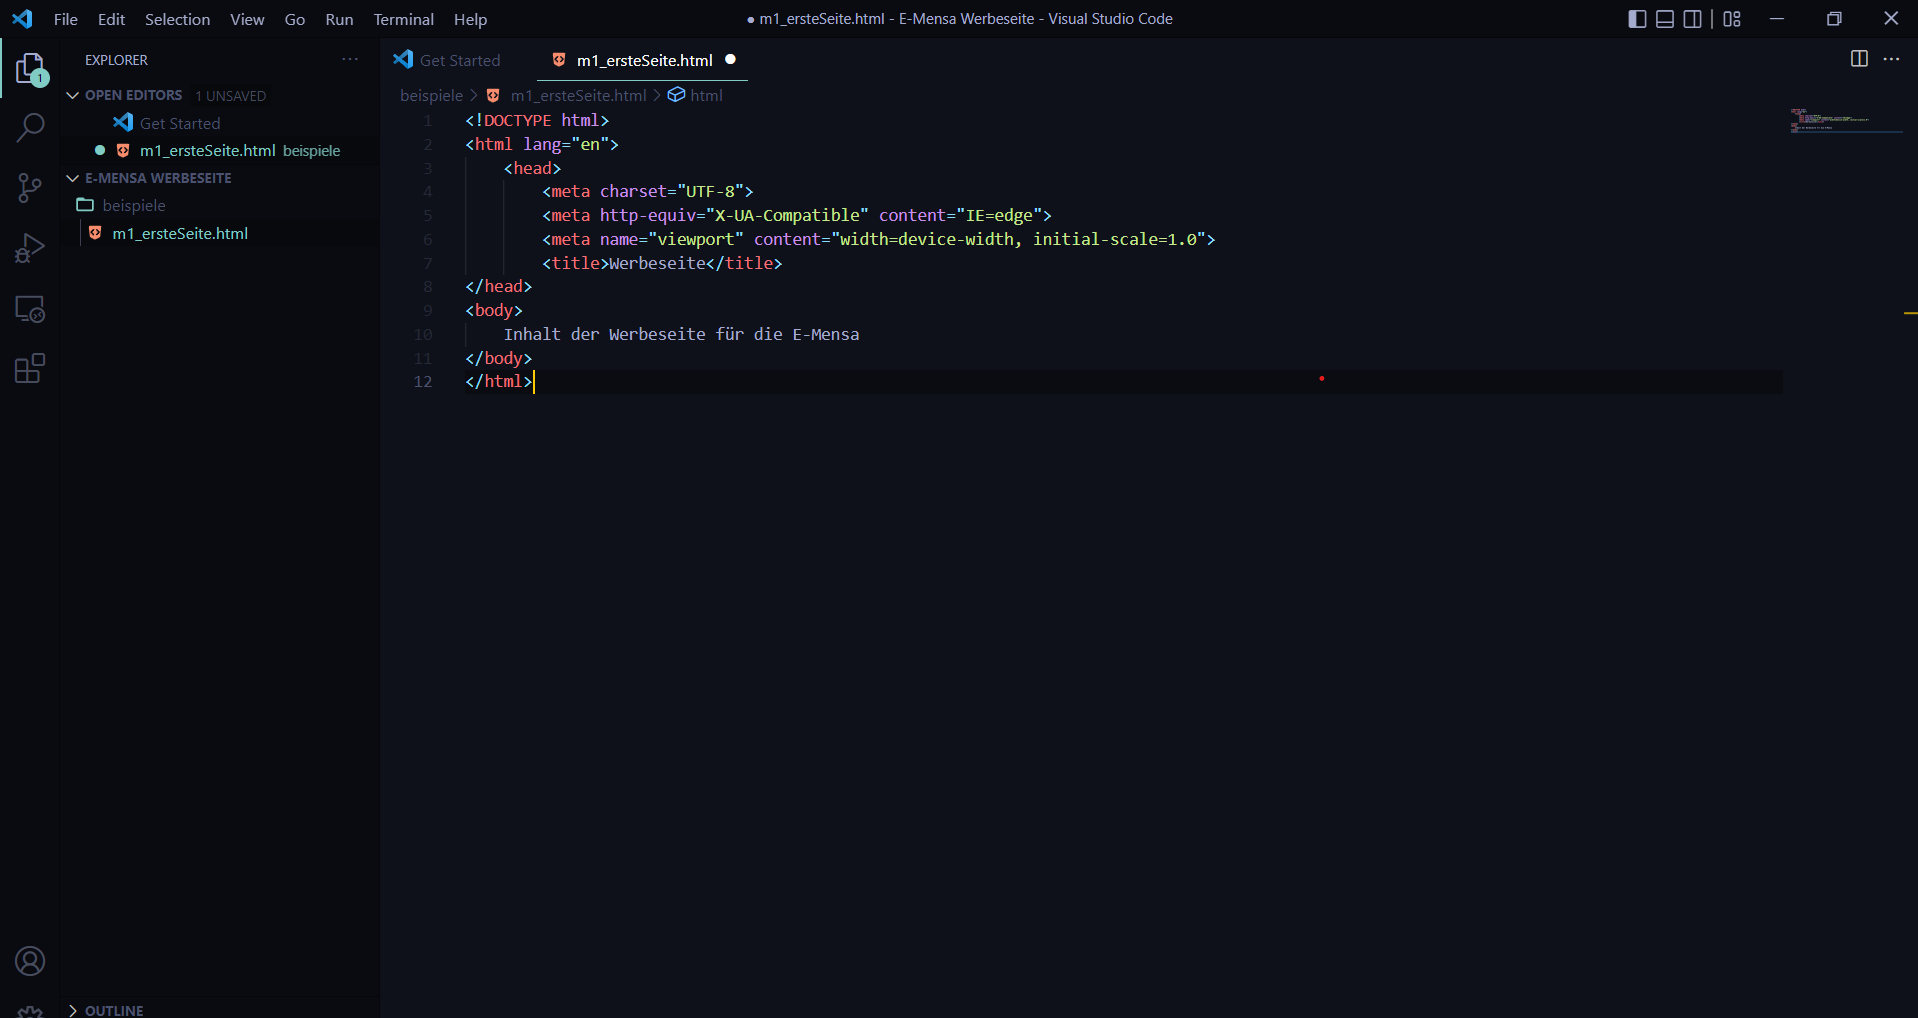 File Edit Selection View Go Run Terminal Help
● m1_ersteSeite.html - E-Mensa Werbeseite - Visual Studio Code
1
EXPLORER
OPEN EDITORS 1 UNSAVED
Get Started
m1_ersteSeite.html beispiele
E-MENSA WERBESEITE
beispiele
m1_ersteSeite.html
OUTLINE
Get Started
m1_ersteSeite.html
beispiele > m1_ersteSeite.html > html
1 <!DOCTYPE html>
2 <html lang="en">
3 <head>
4 <meta charset="UTF-8">
5 <meta http-equiv="X-UA-Compatible" content="IE=edge">
6 <meta name="viewport" content="width=device-width, initial-scale=1.0">
7 <title>Werbeseite</title>
8 </head>
9 <body>
10 Inhalt der Werbeseite für die E-Mensa
11 </body>
12 </html>